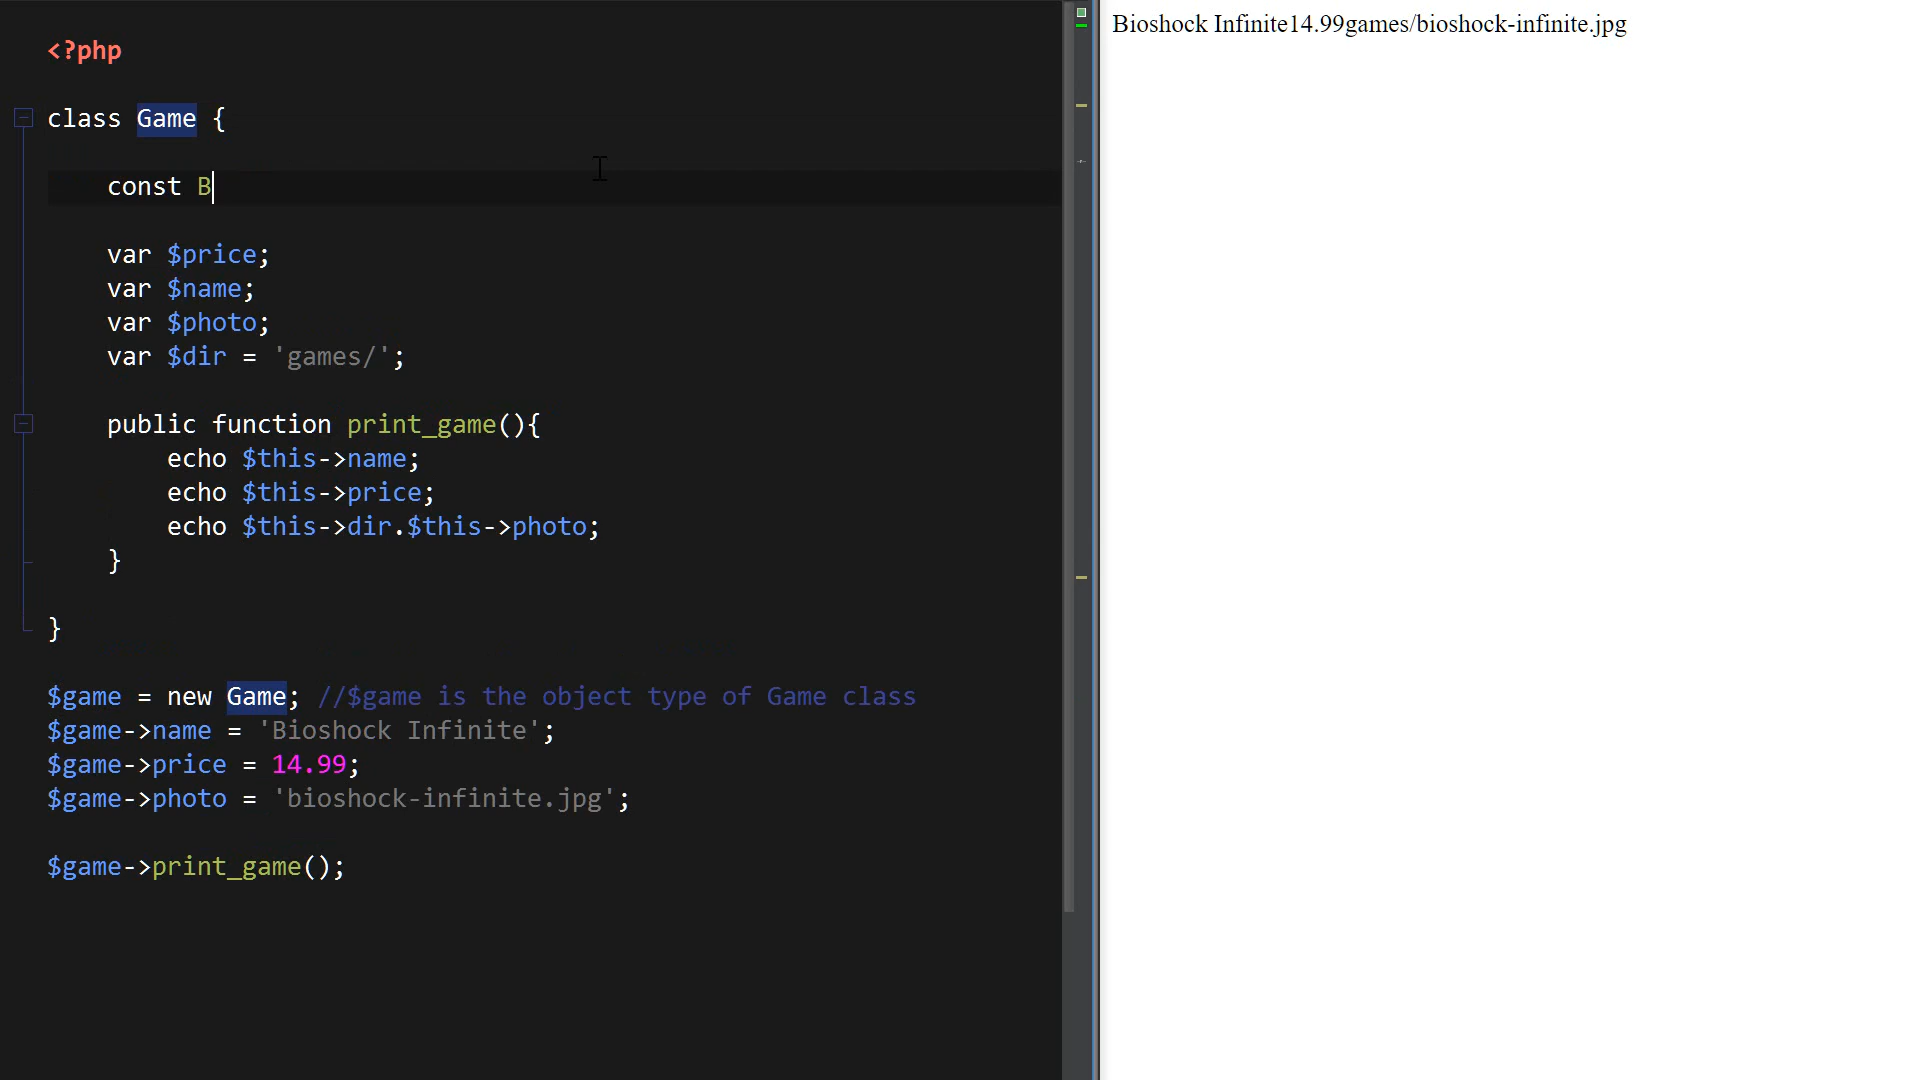 <?php
class Game {
const B
var $price;
var $name;
var $photo;
var $dir = 'games/';
public function print_game(){
echo $this->name;
echo $this->price;
echo $this->dir.$this->photo;
}
}
$game = new Game; //$game is the object type of Game class
$game->name = 'Bioshock Infinite';
$game->price = 14.99;
$game->photo = 'bioshock-infinite.jpg';
$game->print_game();
Bioshock Infinite14.99games/bioshock-infinite.jpg